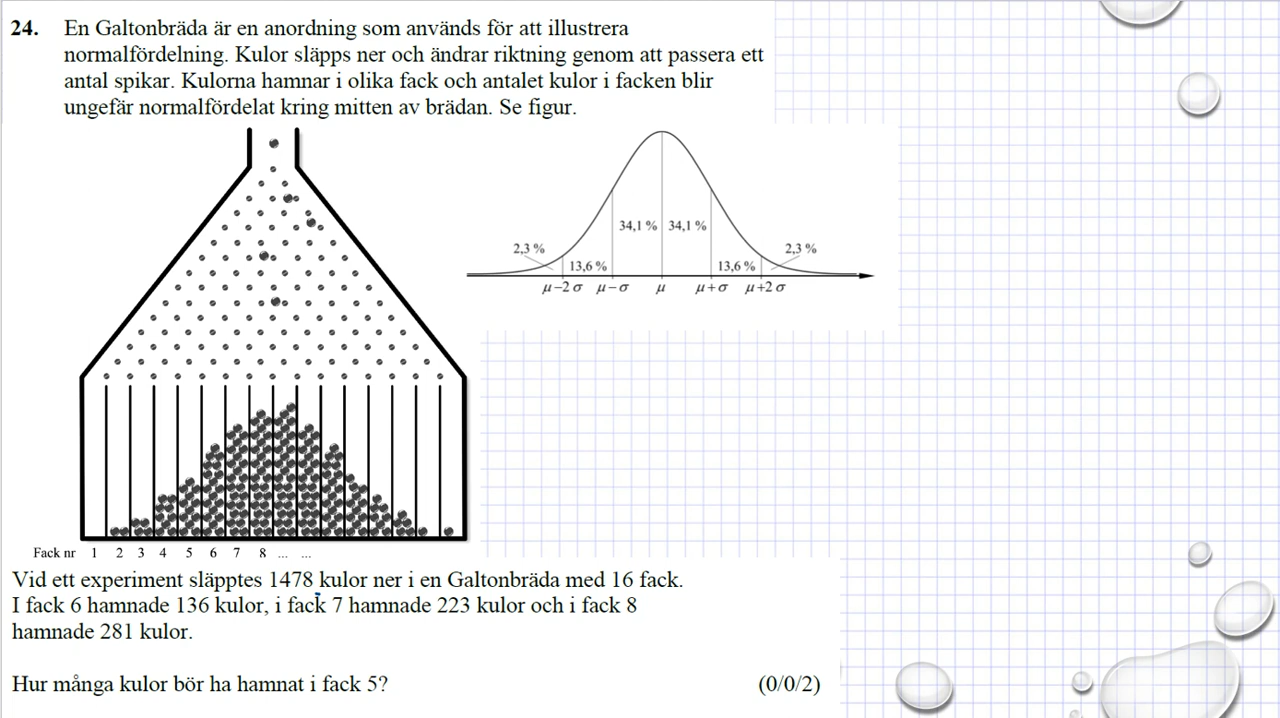 24. En Galtonbräda är en anordning som används för att illustrera
normalfördelning. Kulor släpps ner och ändrar riktning genom att passera ett
antal spikar. Kulorna hamnar i olika fack och antalet kulor i facken blir
ungefär normalfördelat kring mitten av brädan. Se figur.
34,1 % 34,1 %
2,3 % 2,3 %
13,6 % 13,6 %
μ−2σ μ−σ μ μ+σ μ+2σ
Fack nr 1 2 3 4 5 6 7 8 ... ...
Vid ett experiment släpptes 1478 kulor ner i en Galtonbräda med 16 fack.
I fack 6 hamnade 136 kulor, i fack 7 hamnade 223 kulor och i fack 8
hamnade 281 kulor.
Hur många kulor bör ha hamnat i fack 5? (0/0/2)